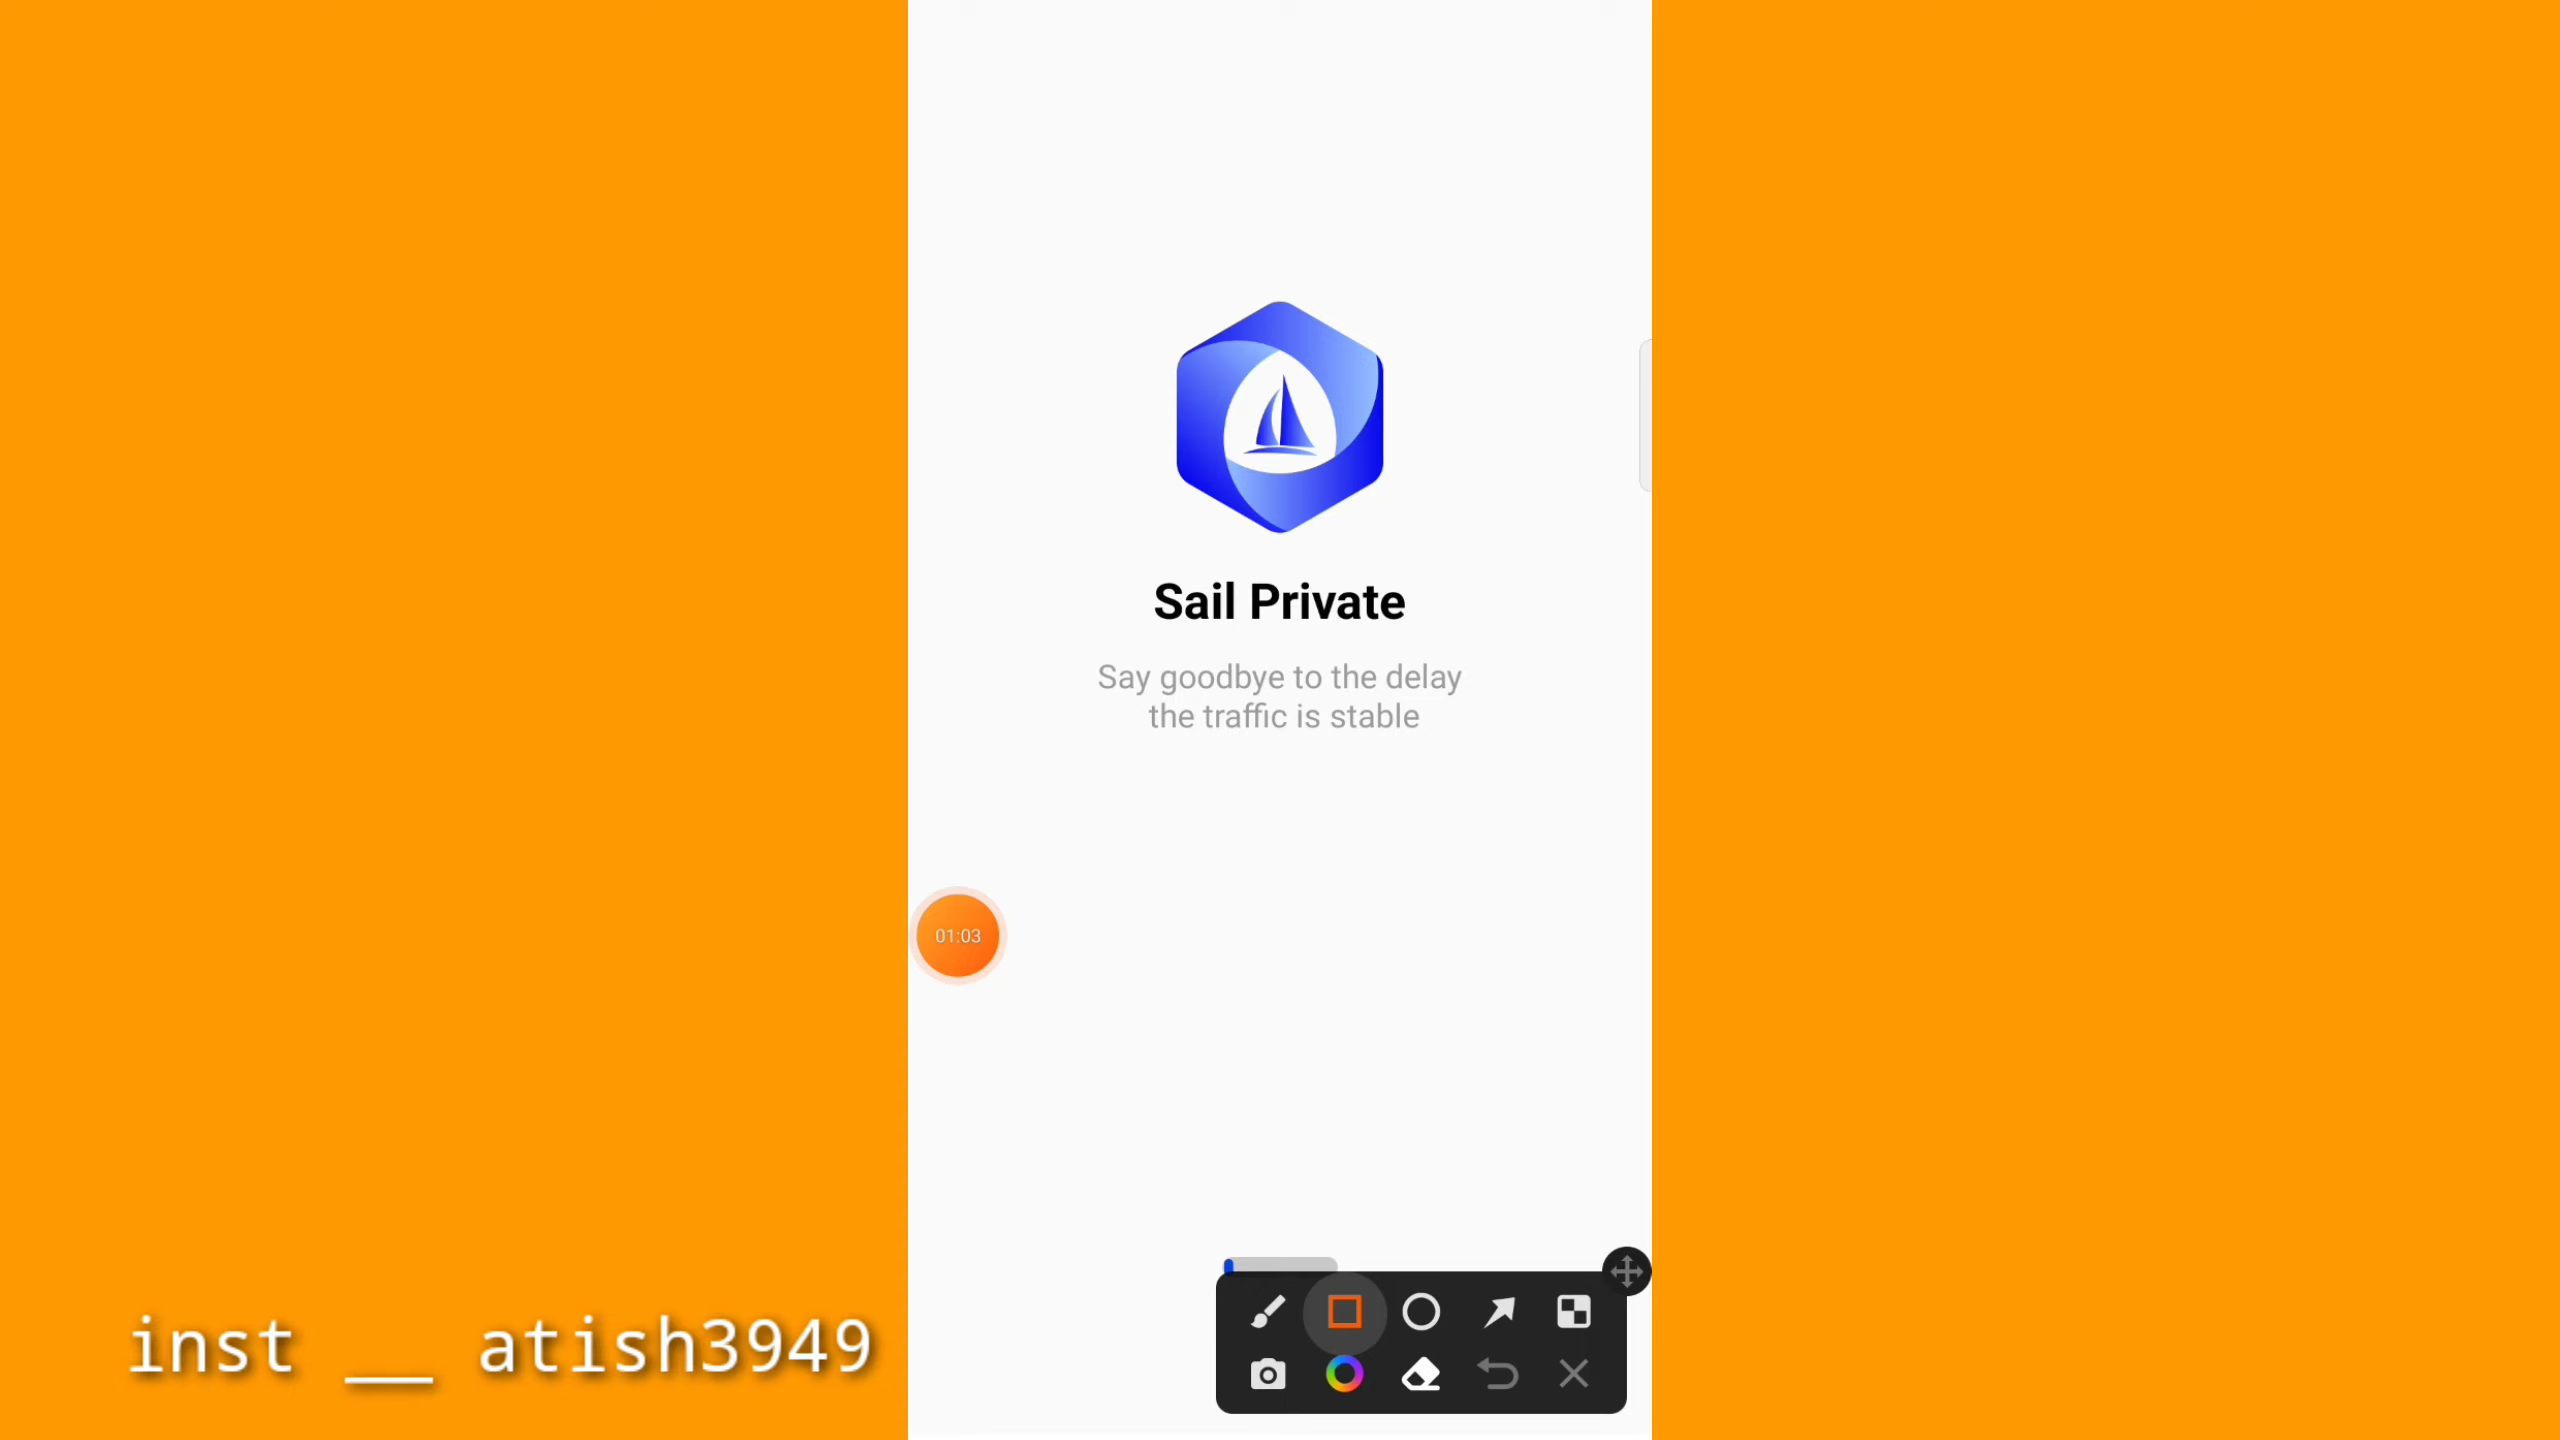 Sail Private
Say goodbye to the delay
the traffic is stable
01:03
inst __ atish3949